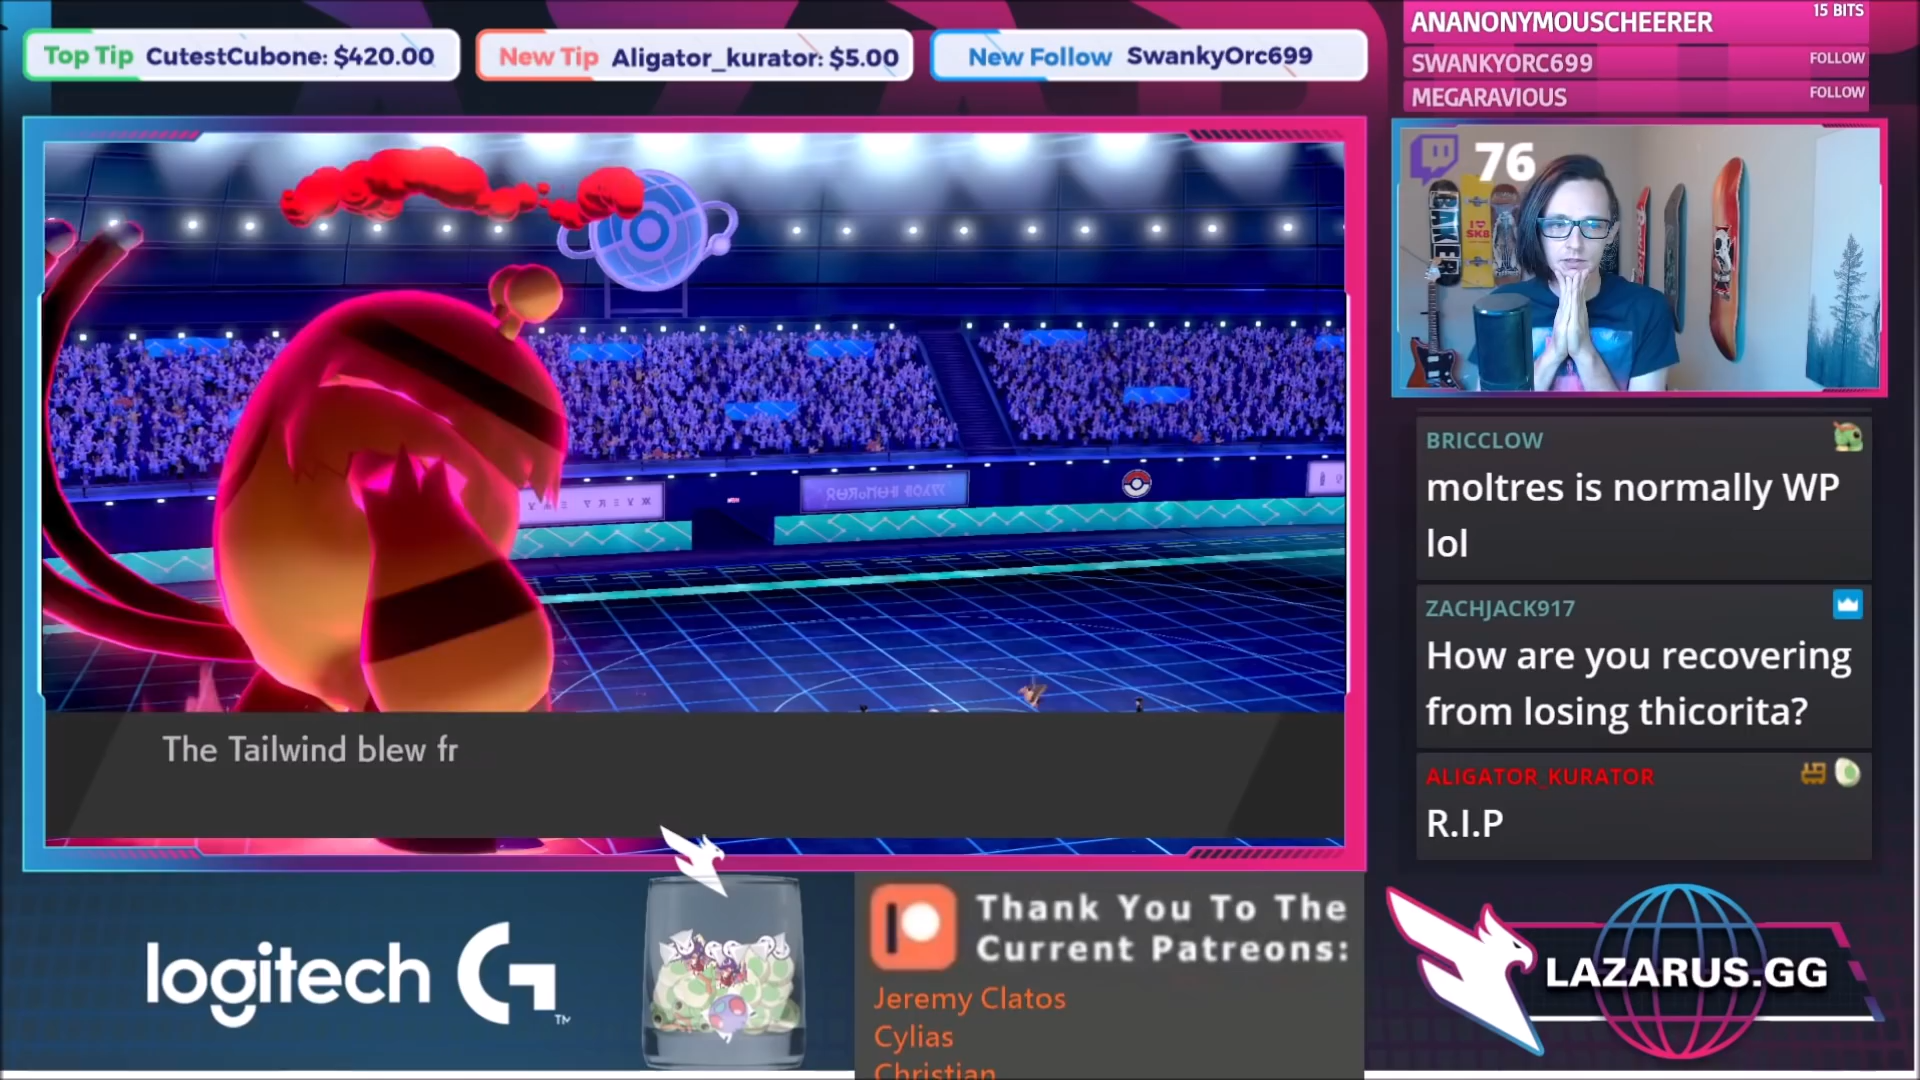 Top Tip CutestCubone: $420.00
New Tip Aligator_kurator: $5.00
New Follow SwankyOrc699
ANANONYMOUSCHEERER 15 BITS
SWANKYORC699 FOLLOW
MEGARAVIOUS FOLLOW
76
BRICCLOW
moltres is normally WP
lol
ZACHJACK917
How are you recovering
from losing thicorita?
ALIGATOR_KURATOR
R.I.P
The Tailwind blew fr
logitech G
TM
Thank You To The
Current Patreons:
Jeremy Clatos
Cylias
Christian
LAZARUS.GG